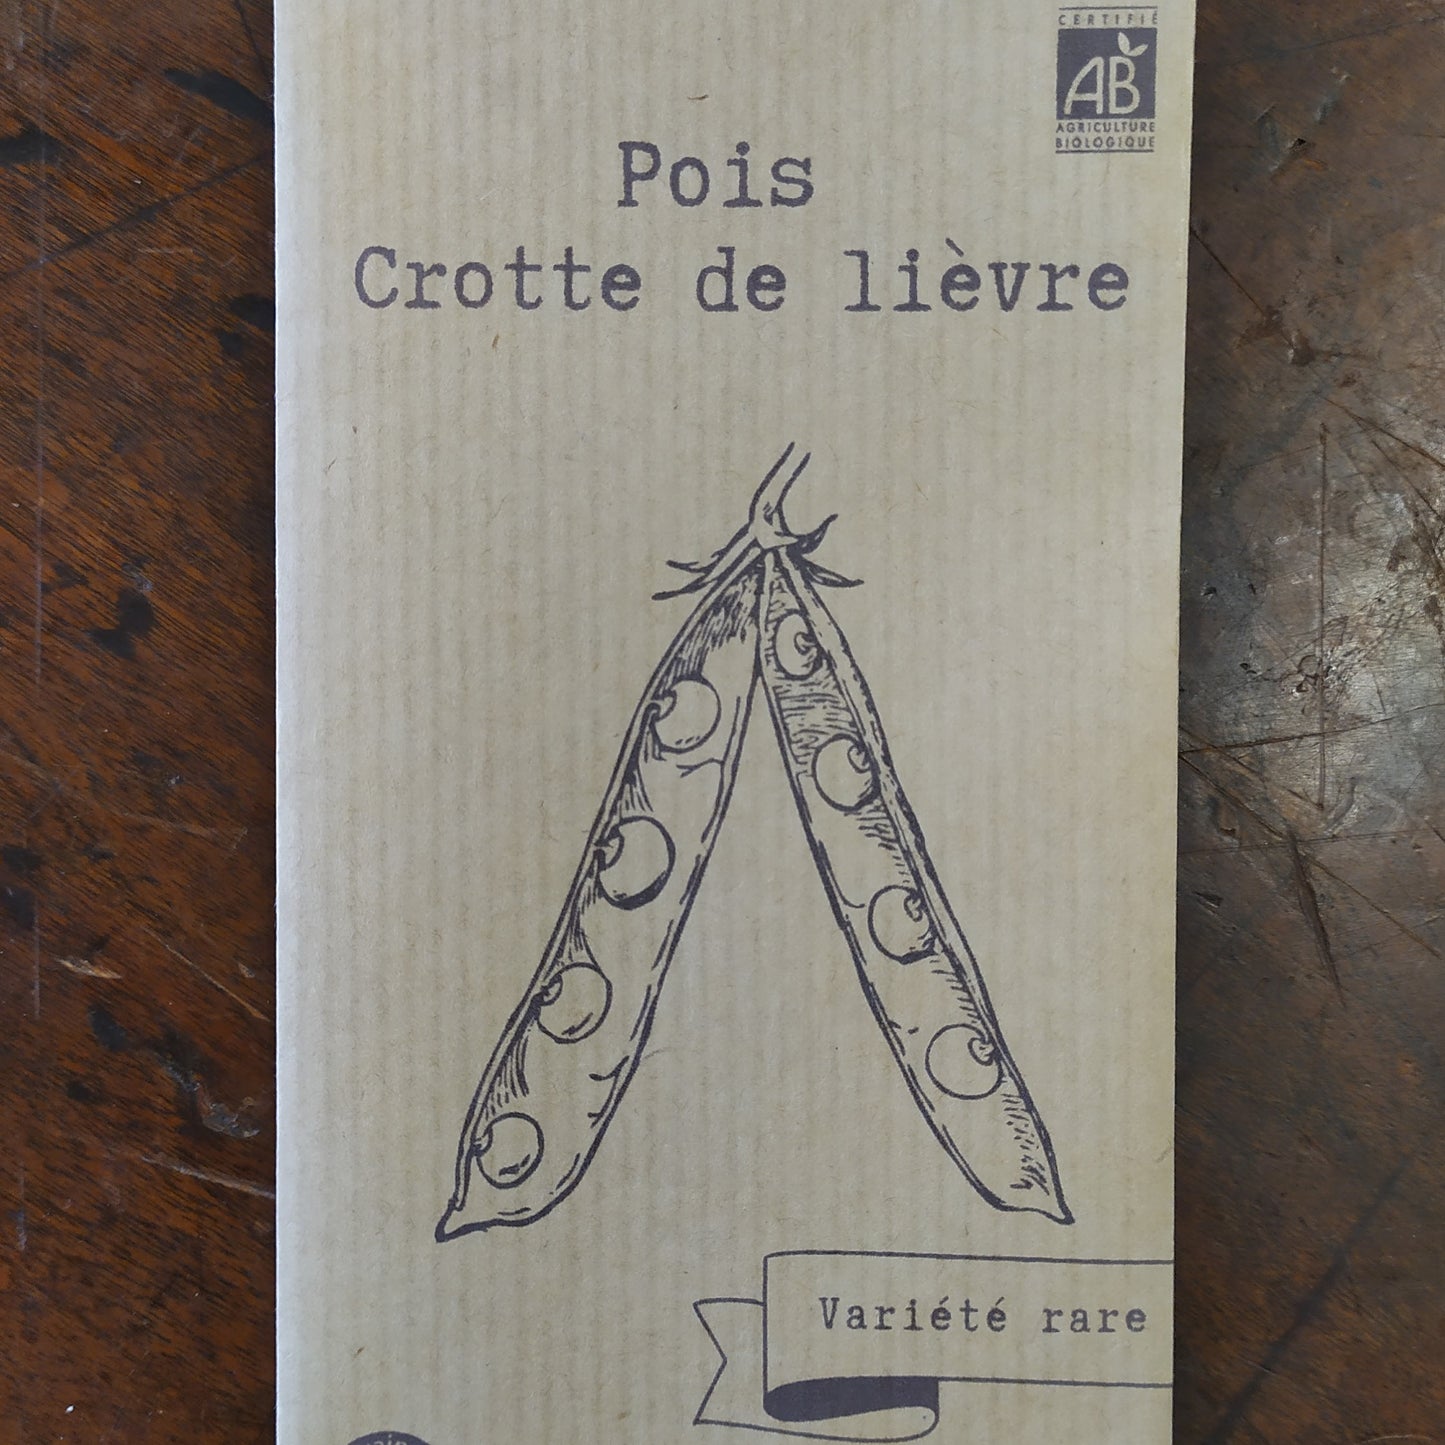 CERTIFIÉ
AB
AGRICULTURE
BIOLOGIQUE
Pois
Crotte de lièvre
Variété rare